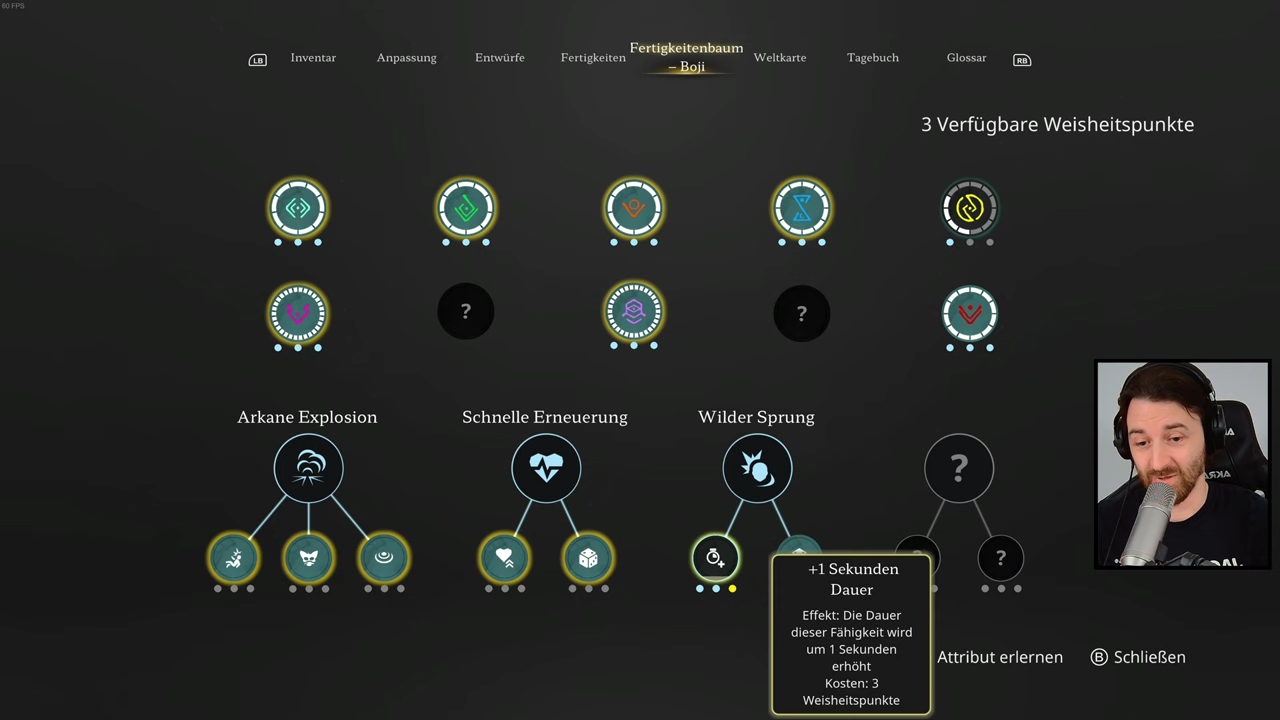 60 FPS
LB
Inventar
Anpassung
Entwürfe
Fertigkeiten
Fertigkeitenbaum
– Boji
Weltkarte
Tagebuch
Glossar
RB
3 Verfügbare Weisheitspunkte
?
?
Arkane Explosion
Schnelle Erneuerung
Wilder Sprung
?
?
+1 Sekunden
Dauer
Effekt: Die Dauer
dieser Fähigkeit wird
um 1 Sekunden
erhöht
Kosten: 3
Weisheitspunkte
Attribut erlernen
B Schließen